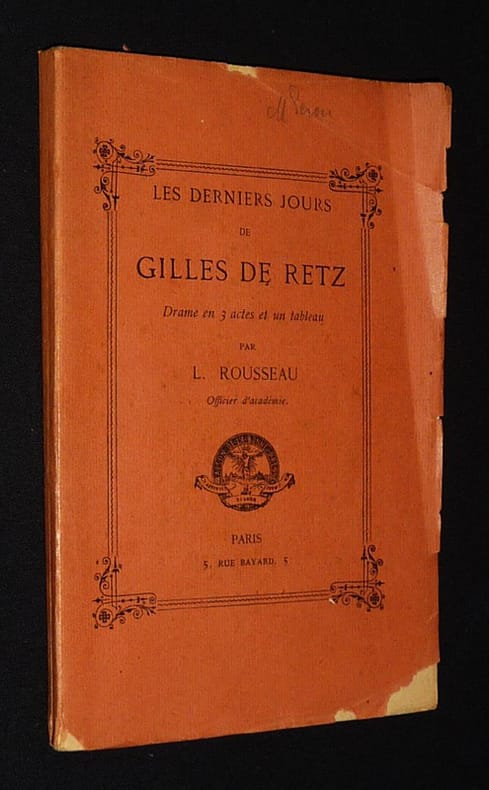 LES DERNIERS JOURS
DE
GILLES DE RETZ
Drame en 3 actes et un tableau
PAR
L. ROUSSEAU
Officier d'académie.
PARIS
5, RUE BAYARD, 5